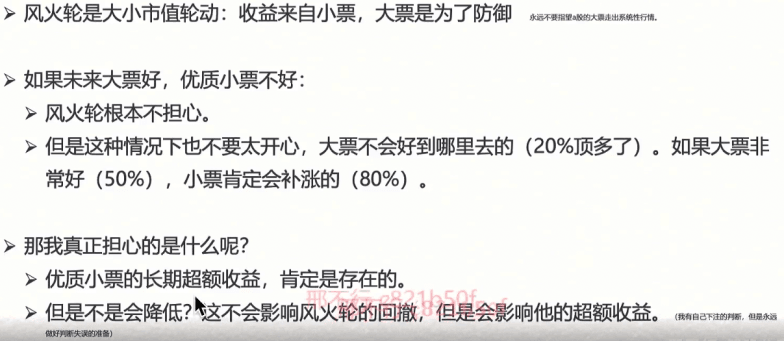 ➢ 风火轮是大小市值轮动：收益来自小票，大票是为了防御 永远不要指望a股的大票走出系统性行情。
➢ 如果未来大票好，优质小票不好：
➢ 风火轮根本不担心。
➢ 但是这种情况下也不要太开心，大票不会好到哪里去的（20%顶多了）。如果大票非
常好（50%），小票肯定会补涨的（80%）。
➢ 那我真正担心的是什么呢？
➢ 优质小票的长期超额收益，肯定是存在的。
➢ 但是不是会降低？这不会影响风火轮的回撤，但是会影响他的超额收益。（我有自己下注的判断，但是永远
做好判断失误的准备）